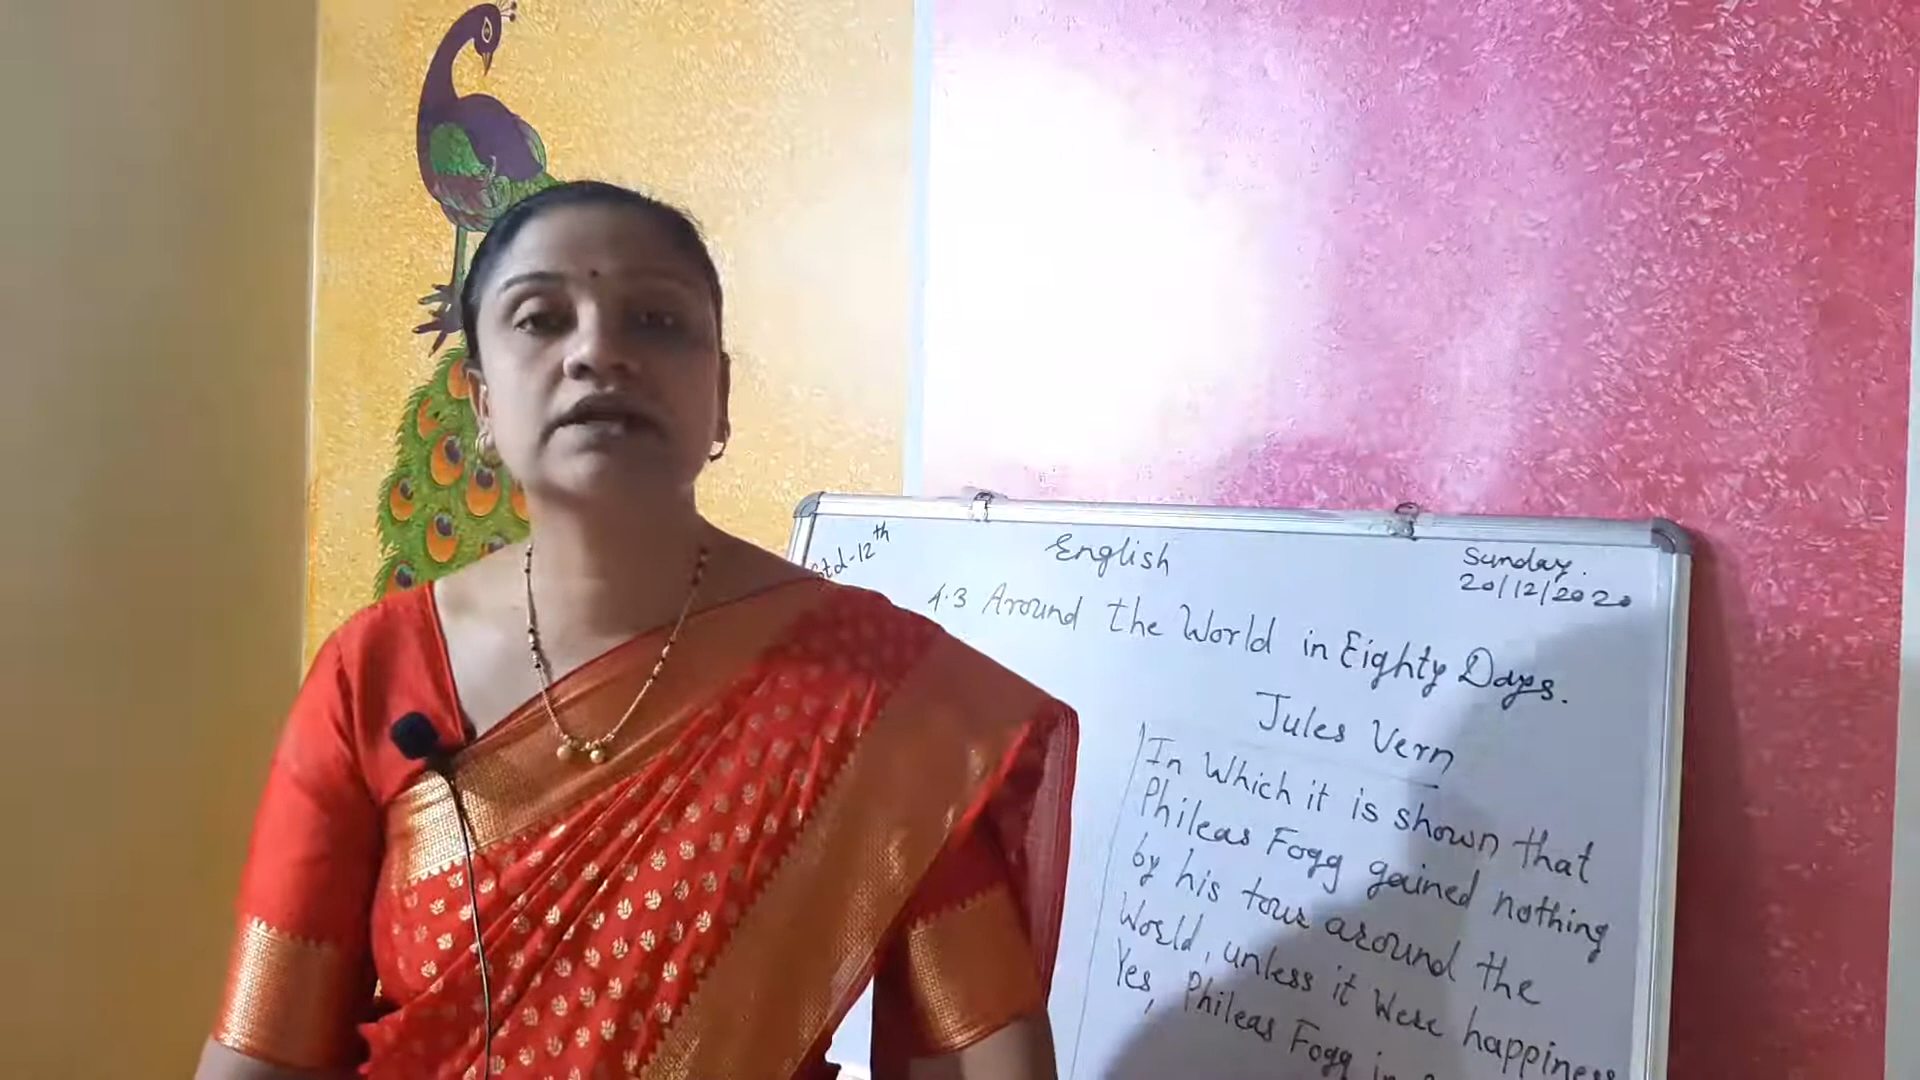 Std-12th
English
Sunday.
20/12/2020
4.3 Around the World in Eighty Days.
Jules Vern
In Which it is shown that
Phileas Fogg gained nothing
by his tour around the
World, unless it Were happiness
Yes, Phileas Fogg in